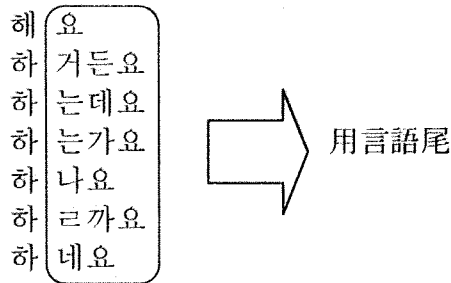 해 요
하 거든요
하 는데요
하 는가요
하 나요
하 ㄹ까요
하 네요
用言語尾